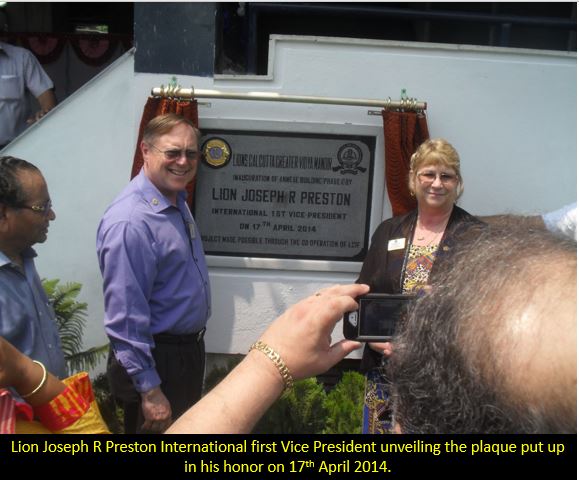 LIONS CALCUTTA GREATER VIDYA MANDIR
INAUGURATION OF ANNEXE BUILDING (PHASE I) BY
LION JOSEPH R PRESTON
INTERNATIONAL 1ST VICE PRESIDENT
ON 17TH APRIL 2014
PROJECT MADE POSSIBLE THROUGH THE CO OPERATION OF LCIF
Lion Joseph R Preston International first Vice President unveiling the plaque put up
in his honor on 17th April 2014.